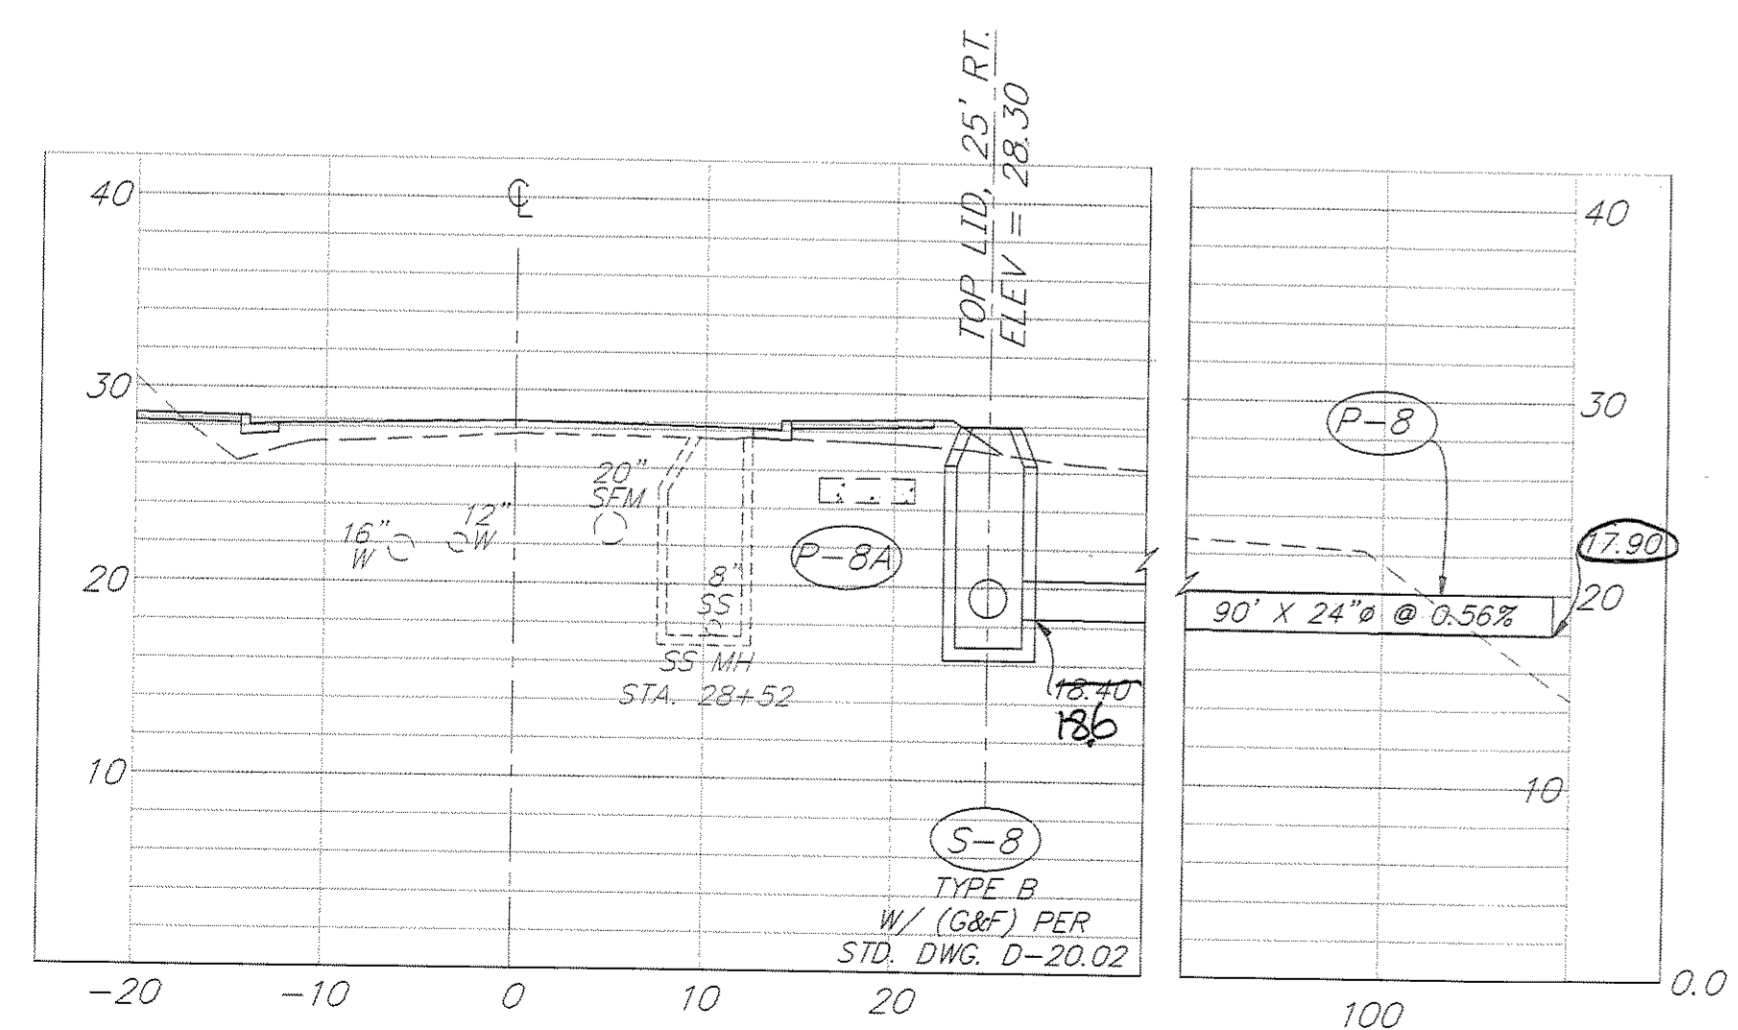 TOP LID, 25' RT.
ELEV = 28.30
40
℄
40
30
30
P-8
20"
SFM
16"
W
12"
W
P-8A
17.90
20
8"
SS
20
90' X 24"ø @ 0.56%
SS MH
STA. 28+52
18.40
18.6
10
10
S-8
TYPE B
W/ (G&F) PER
STD. DWG. D-20.02
-20
-10
0
10
20
100
0.0